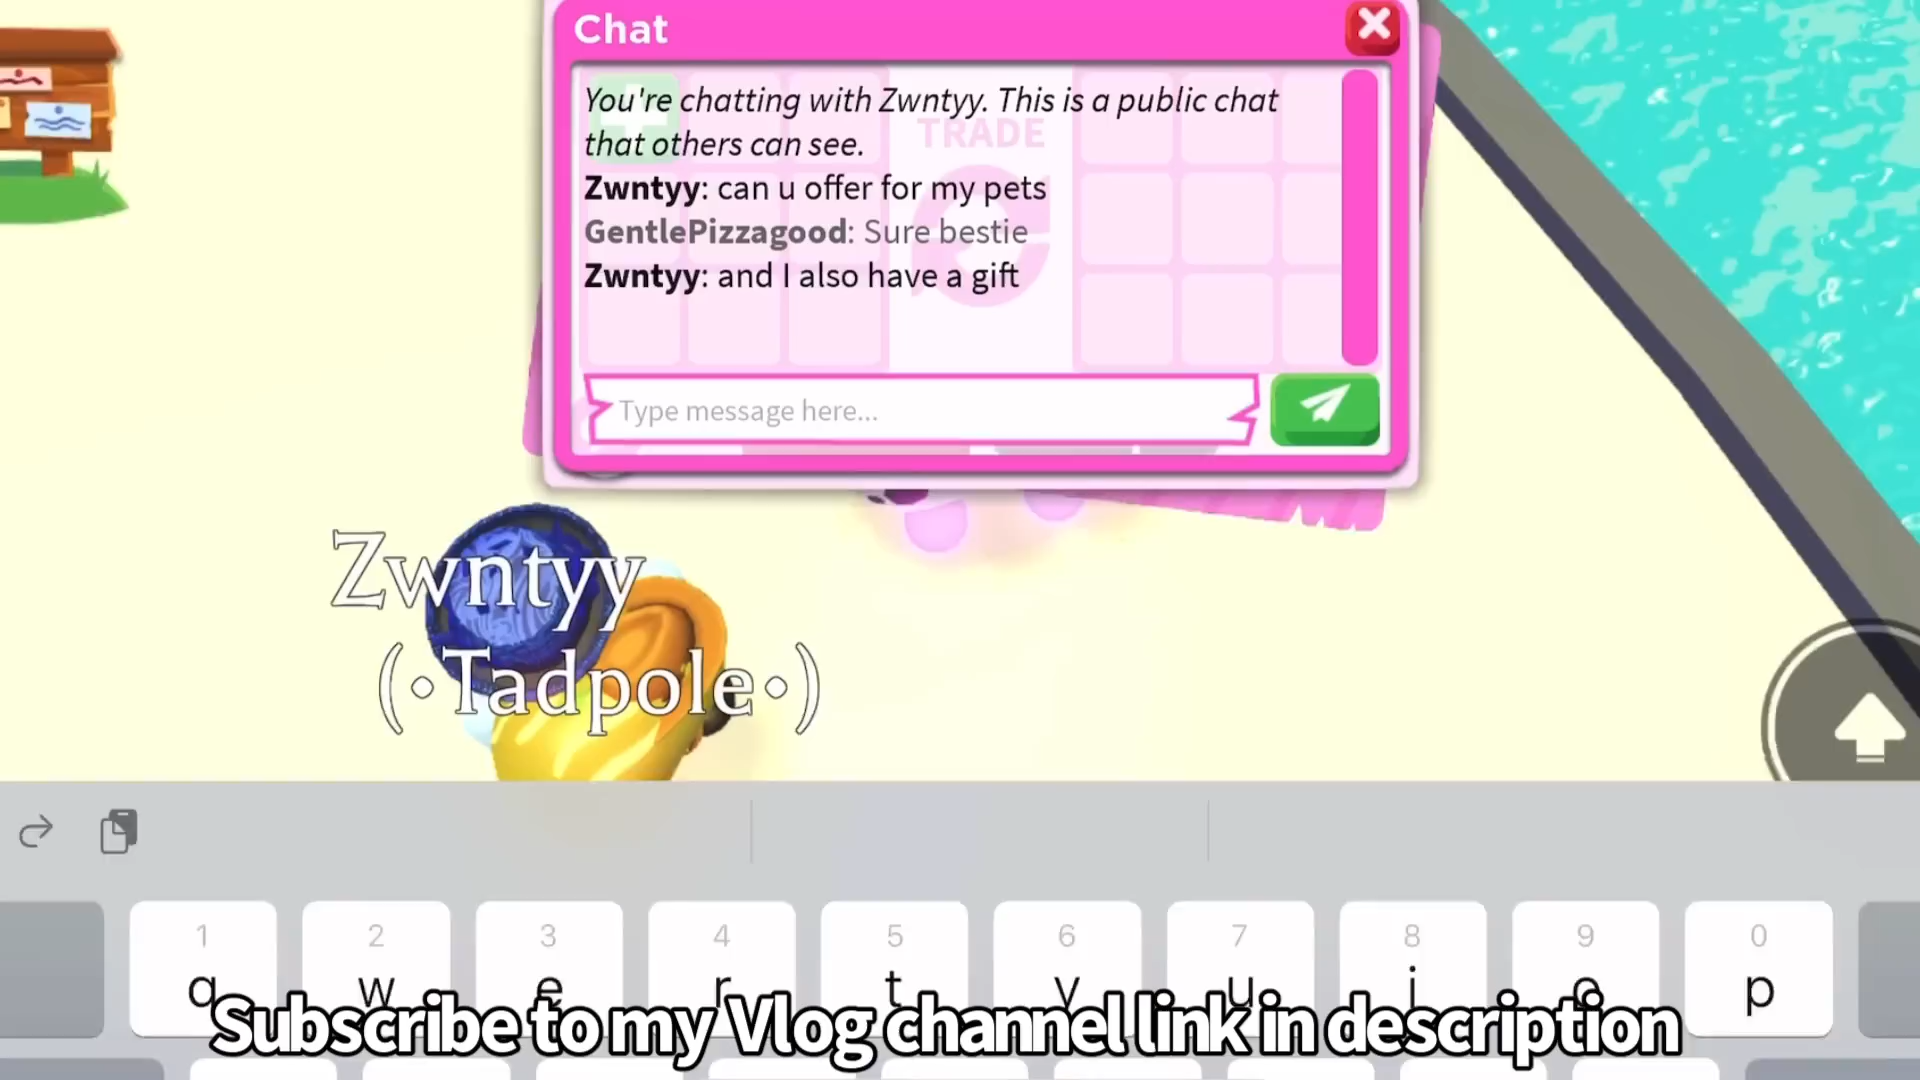 Chat
You're chatting with Zwntyy. This is a public chat
TRADE
that others can see.
Zwntyy: can u offer for my pets
GentlePizzagood: Sure bestie
Zwntyy: and I also have a gift
Type message here...
Zwntyy
(•Tadpole•)
1 2 3 4 5 6 7 8 9 0
q w e r t y u i o p
Subscribe to my Vlog channel link in description